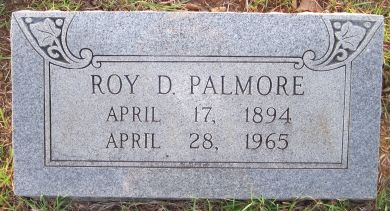 ROY D. PALMORE
APRIL 17, 1894
APRIL 28, 1965